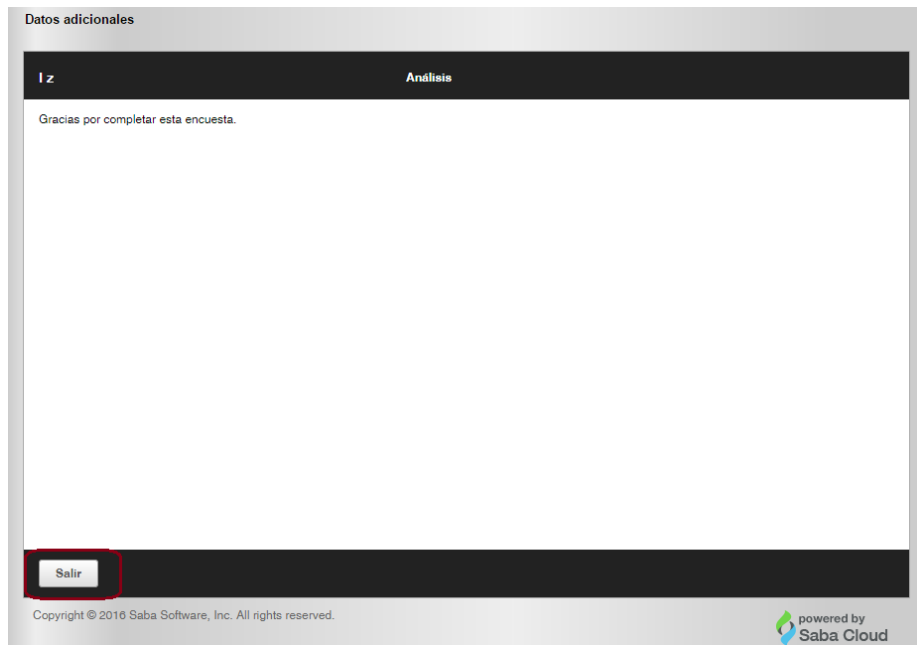 Datos adicionales
I z Análisis
Gracias por completar esta encuesta.
Salir
Copyright © 2016 Saba Software, Inc. All rights reserved.
powered by
Saba Cloud